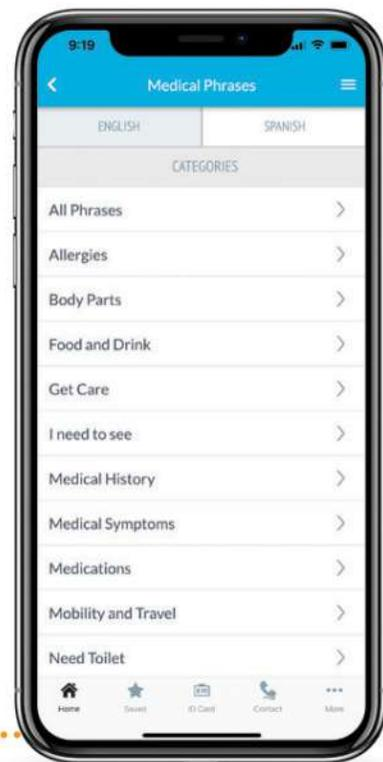 9:19
Medical Phrases
ENGLISH SPANISH
CATEGORIES
All Phrases
Allergies
Body Parts
Food and Drink
Get Care
I need to see
Medical History
Medical Symptoms
Medications
Mobility and Travel
Need Toilet
Home Saved ID Card Contact More